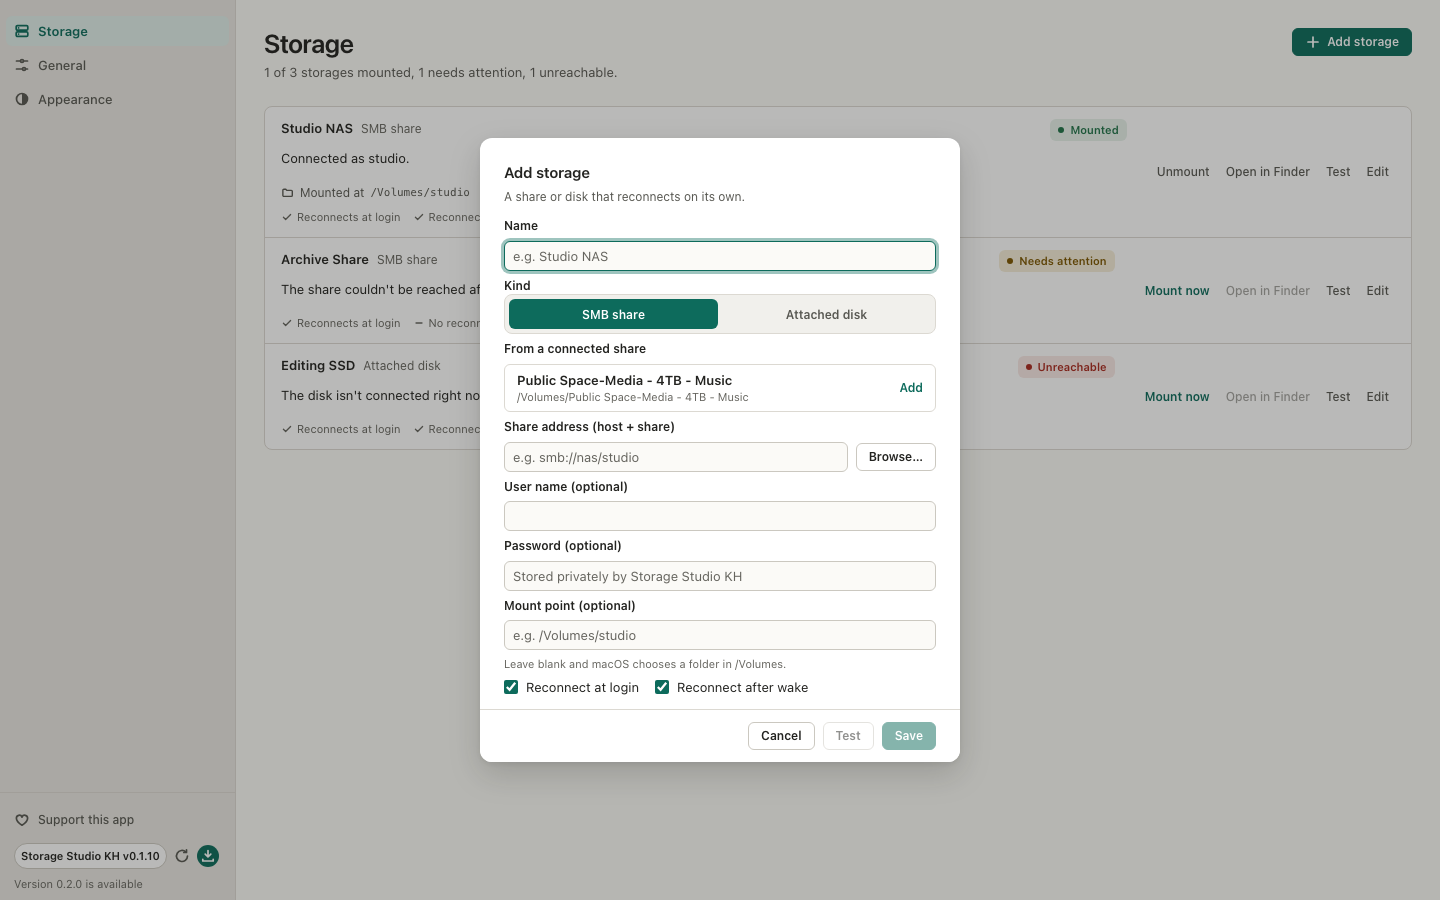 Storage
General
Appearance
Support this app
Storage Studio KH v0.1.10
Version 0.2.0 is available
Storage
1 of 3 storages mounted, 1 needs attention, 1 unreachable.
Add storage
Studio NAS SMB share
Mounted
Connected as studio.
Unmount Open in Finder Test Edit
Mounted at /Volumes/studio
Reconnects at login
Archive Share SMB share
Needs attention
The share couldn't be reached
Mount now Open in Finder Test Edit
Reconnects at login No
Editing SSD Attached disk
Unreachable
The disk isn't connected right
Mount now Open in Finder Test Edit
Reconnects at login
Add storage
A share or disk that reconnects on its own.
Name
e.g. Studio NAS
Kind
SMB share Attached disk
From a connected share
Public Space-Media - 4TB - Music
/Volumes/Public Space-Media - 4TB - Music
Add
Share address (host + share)
e.g. smb://nas/studio
Browse...
User name (optional)
Password (optional)
Stored privately by Storage Studio KH
Mount point (optional)
e.g. /Volumes/studio
Leave blank and macOS chooses a folder in /Volumes.
Reconnect at login Reconnect after wake
Cancel Test Save